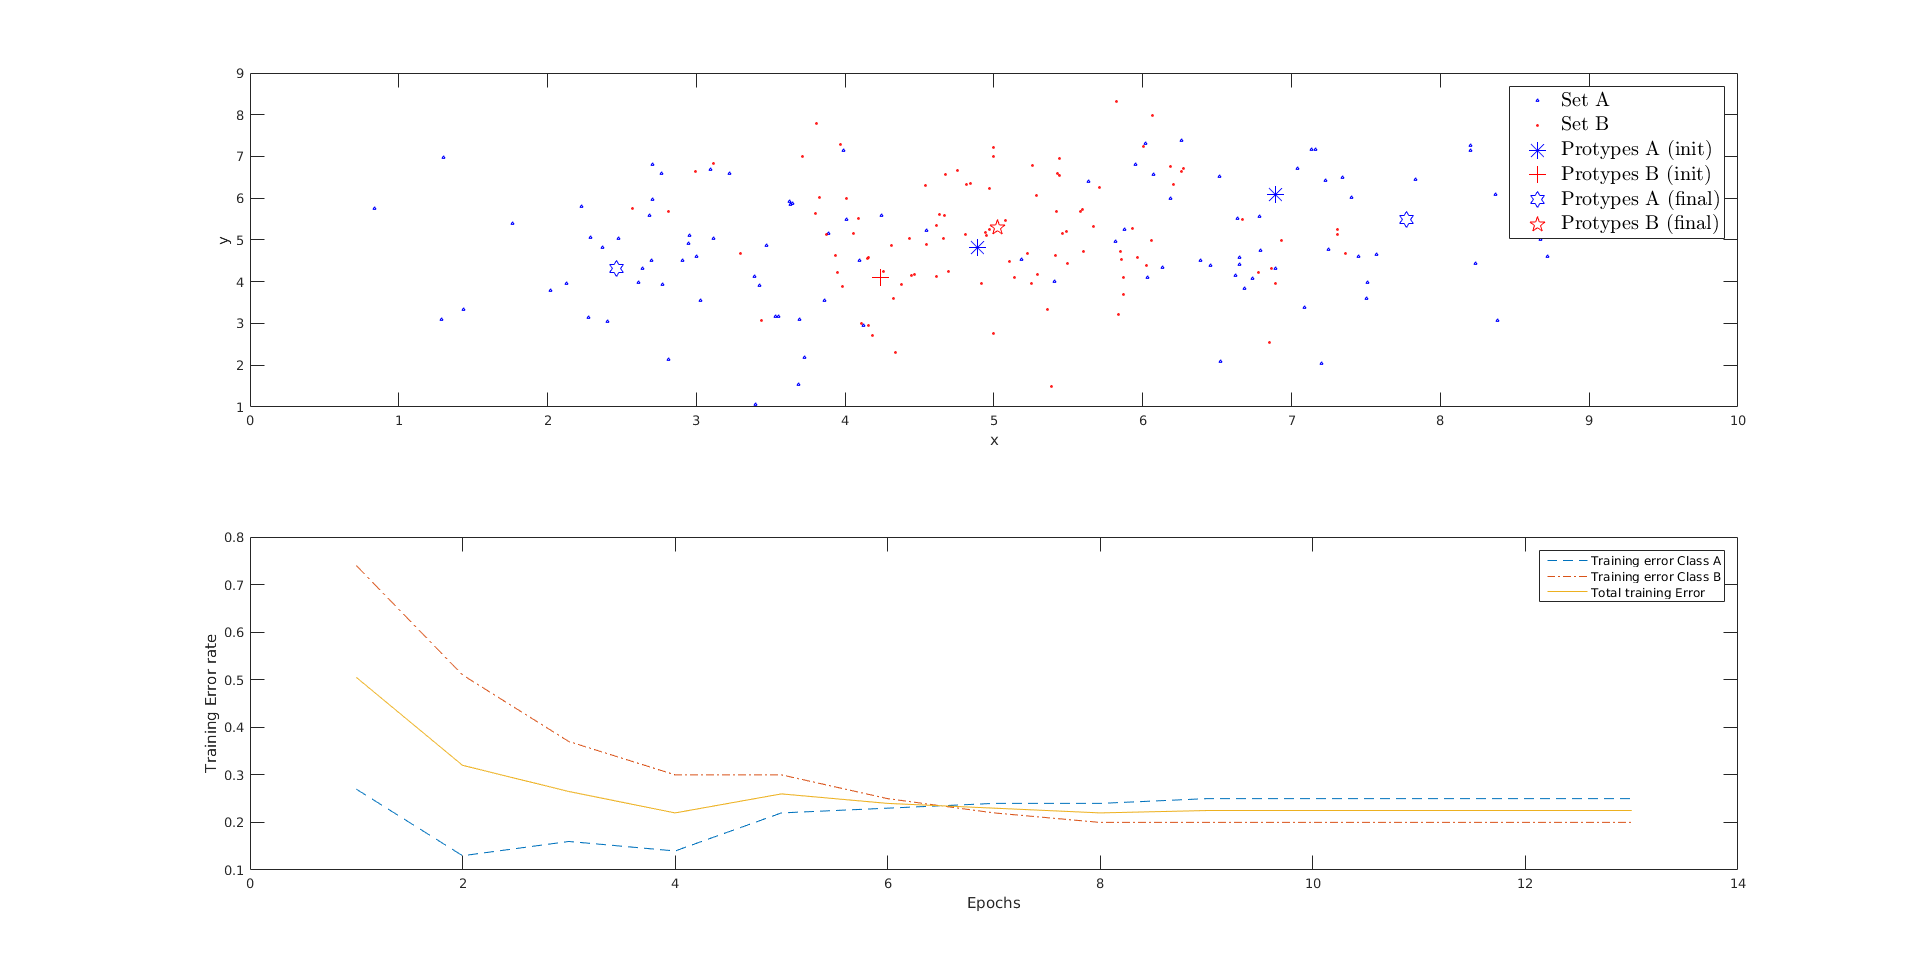 9
8
7
6
5
4
3
2
1
y
0 1 2 3 4 5 6 7 8 9 10
x
Set A
Set B
Protypes A (init)
Protypes B (init)
Protypes A (final)
Protypes B (final)
0.8
0.7
0.6
0.5
0.4
0.3
0.2
0.1
Training Error rate
0 2 4 6 8 10 12 14
Epochs
Training error Class A
Training error Class B
Total training Error